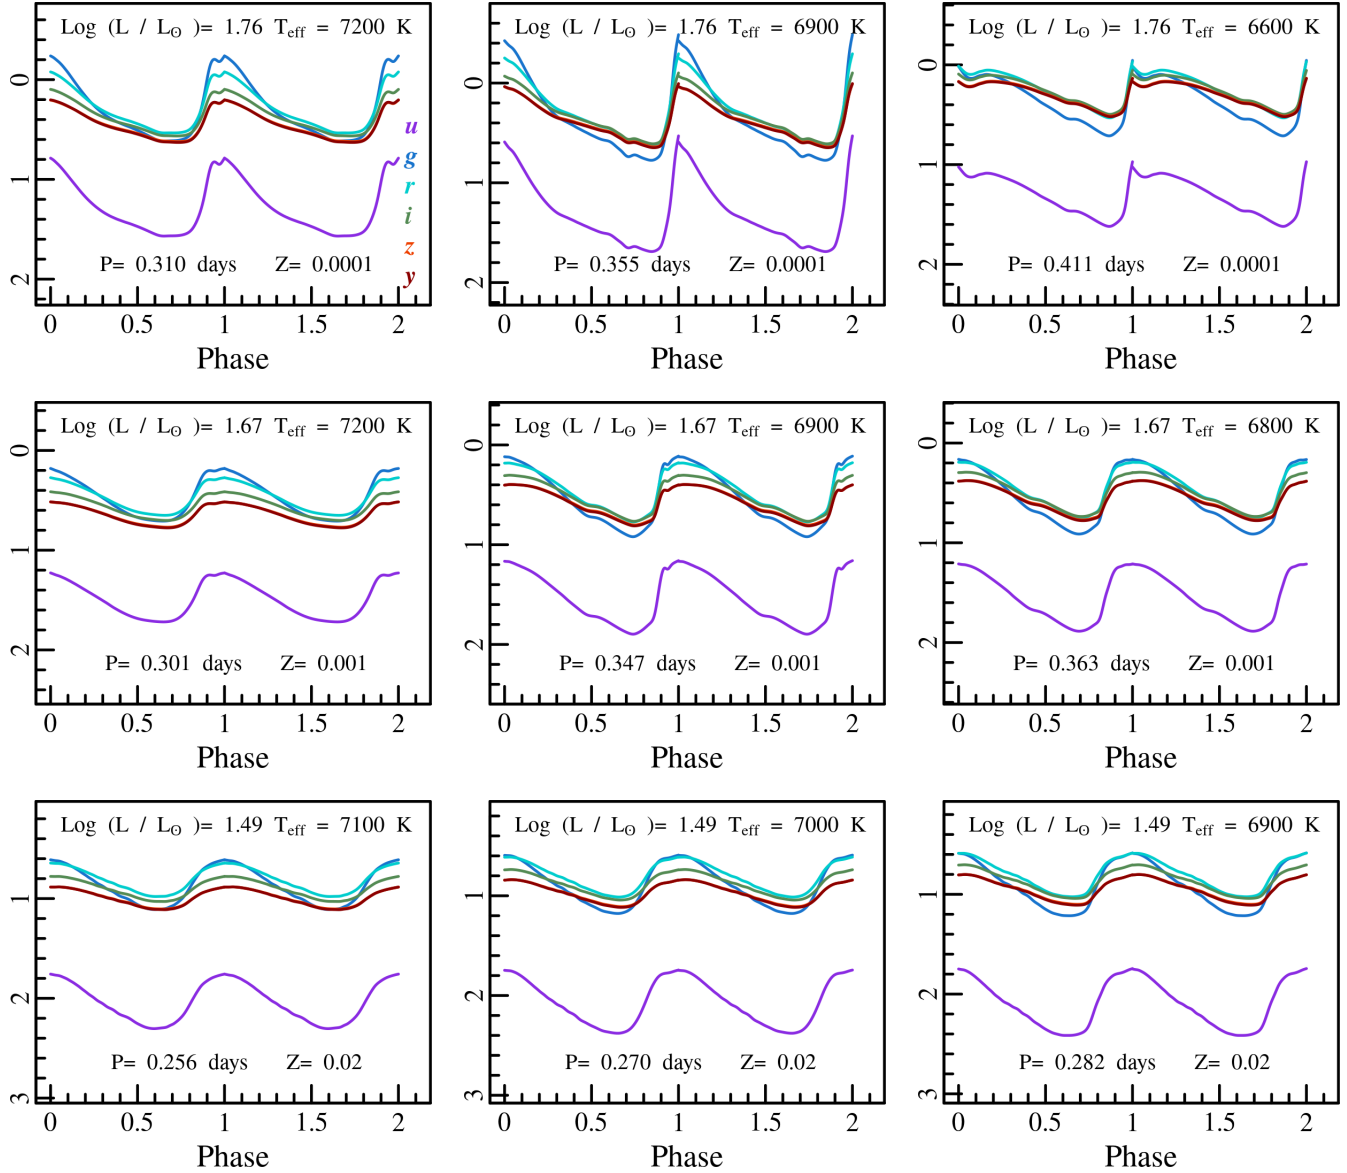 Log (L / L⊙ )= 1.76 Teff = 7200 K
0
1
2
u
g
r
i
z
y
P= 0.310 days Z= 0.0001
0 0.5 1 1.5 2
Phase
Log (L / L⊙ )= 1.76 Teff = 6900 K
0
1
2
P= 0.355 days Z= 0.0001
0 0.5 1 1.5 2
Phase
Log (L / L⊙ )= 1.76 Teff = 6600 K
0
1
2
P= 0.411 days Z= 0.0001
0 0.5 1 1.5 2
Phase
Log (L / L⊙ )= 1.67 Teff = 7200 K
0
1
2
P= 0.301 days Z= 0.001
0 0.5 1 1.5 2
Phase
Log (L / L⊙ )= 1.67 Teff = 6900 K
0
1
2
P= 0.347 days Z= 0.001
0 0.5 1 1.5 2
Phase
Log (L / L⊙ )= 1.67 Teff = 6800 K
0
1
2
P= 0.363 days Z= 0.001
0 0.5 1 1.5 2
Phase
Log (L / L⊙ )= 1.49 Teff = 7100 K
1
2
3
P= 0.256 days Z= 0.02
0 0.5 1 1.5 2
Phase
Log (L / L⊙ )= 1.49 Teff = 7000 K
1
2
3
P= 0.270 days Z= 0.02
0 0.5 1 1.5 2
Phase
Log (L / L⊙ )= 1.49 Teff = 6900 K
1
2
3
P= 0.282 days Z= 0.02
0 0.5 1 1.5 2
Phase